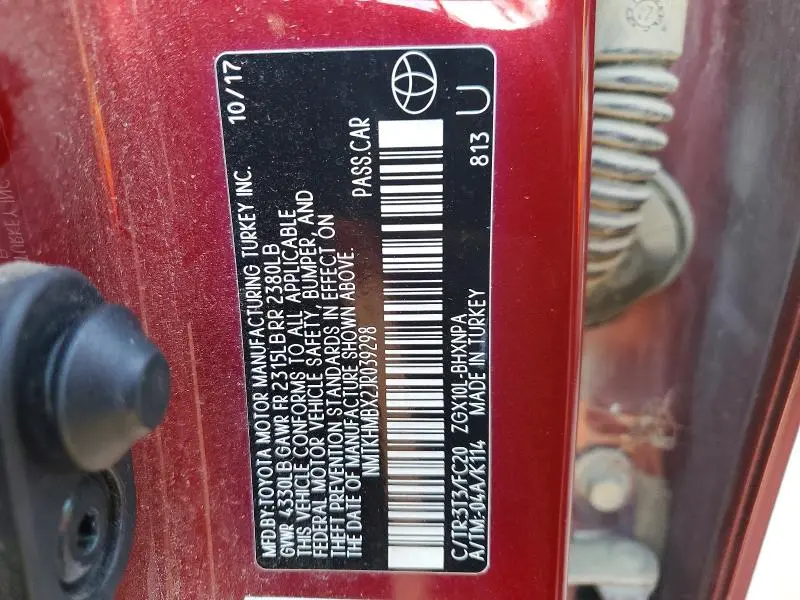 MFD.BY:TOYOTA MOTOR MANUFACTURING TURKEY INC. 10/17
GVWR 4330LB GAWR FR 2315LB RR 2380LB
THIS VEHICLE CONFORMS TO ALL APPLICABLE
FEDERAL MOTOR VEHICLE SAFETY, BUMPER, AND
THEFT PREVENTION STANDARDS IN EFFECT ON
THE DATE OF MANUFACTURE SHOWN ABOVE.
NMTKHMBX2JR039298 PASS.CAR
C/TR:3T3/FC20 ZGX10L-BHXNPA 813 U
A/TM:-04A/K114 MADE IN TURKEY